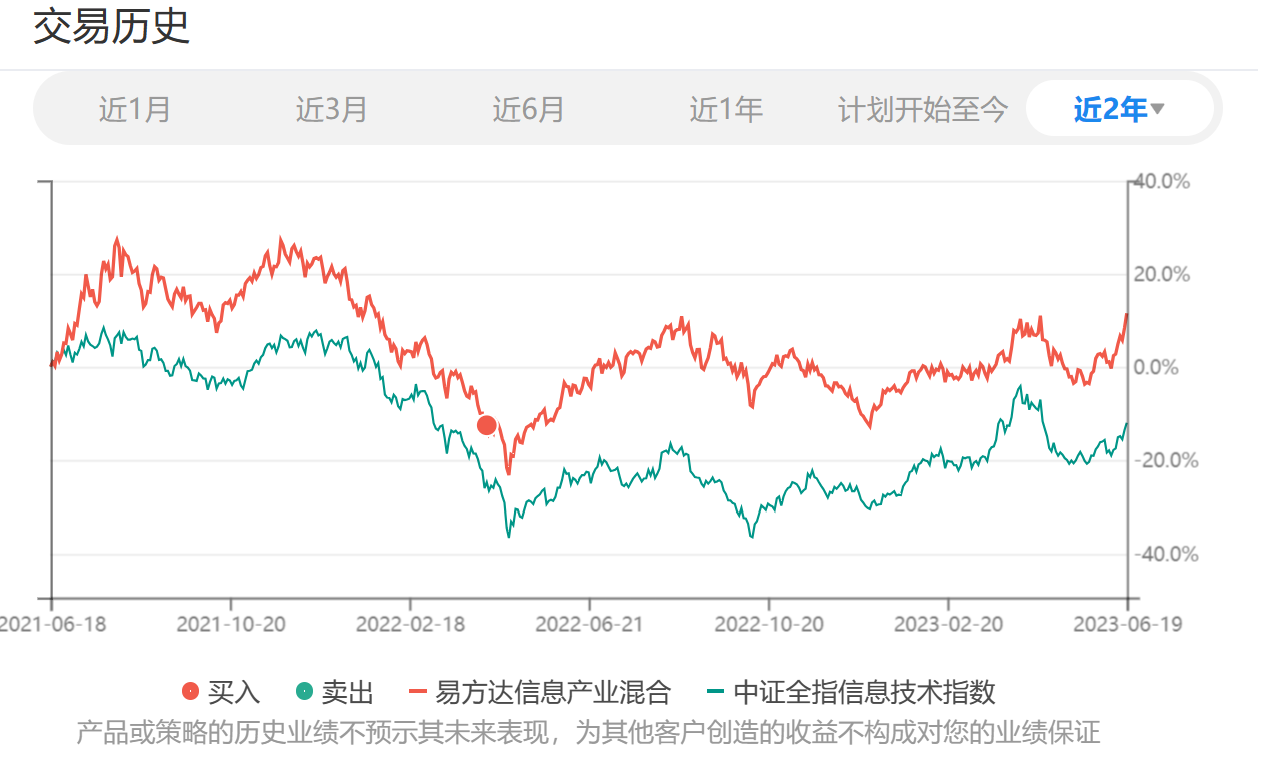 交易历史
近1月 近3月 近6月 近1年 计划开始至今 近2年
40.0%
20.0%
0.0%
-20.0%
-40.0%
2021-06-18 2021-10-20 2022-02-18 2022-06-21 2022-10-20 2023-02-20 2023-06-19
买入 卖出 易方达信息产业混合 中证全指信息技术指数
产品或策略的历史业绩不预示其未来表现，为其他客户创造的收益不构成对您的业绩保证